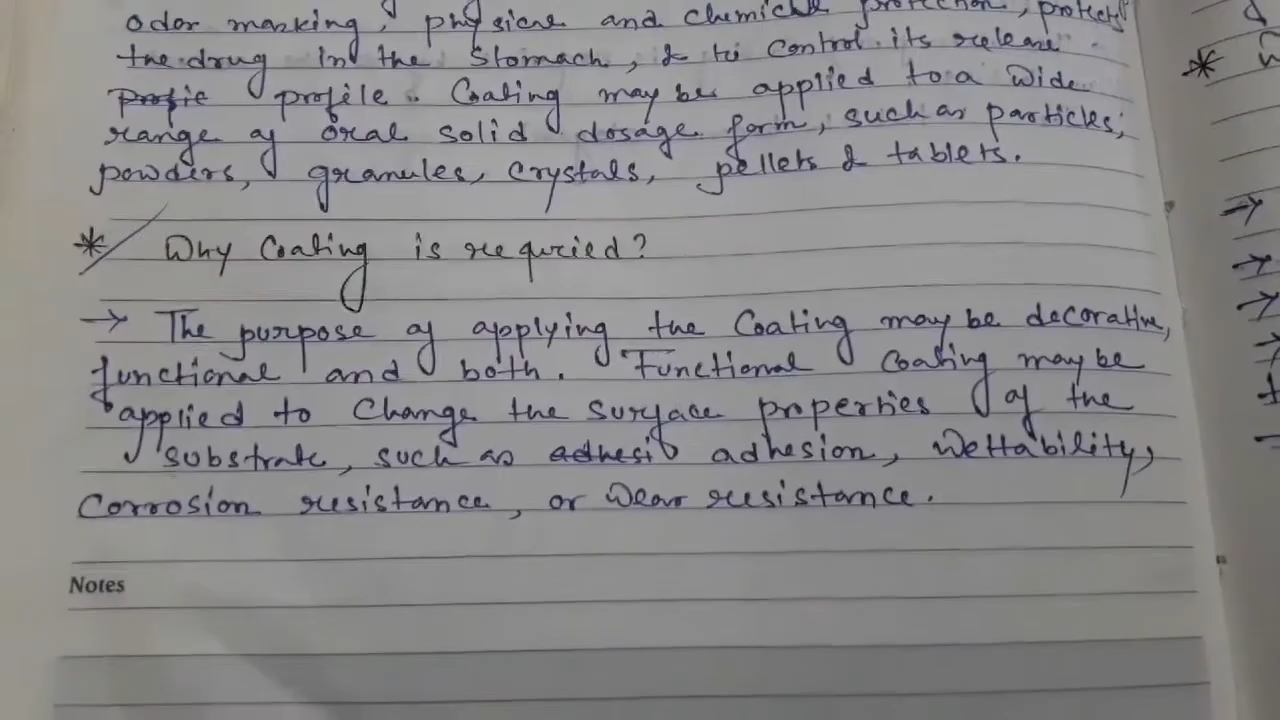 odor masking, physical and chemical protection, protects
the drug in the stomach, & to control its release
profie profile. Coating may be applied to a wide
range of oral solid dosage form, such as particles,
powders, granules, crystals, pellets & tablets.
* Why Coating is requried?
→ The purpose of applying the Coating may be decorative,
functional and both. Functional coating may be
applied to change the surface properties of the
substrate, such as adhesi adhesion, wettability,
Corrosion resistance, or wear resistance.
Notes